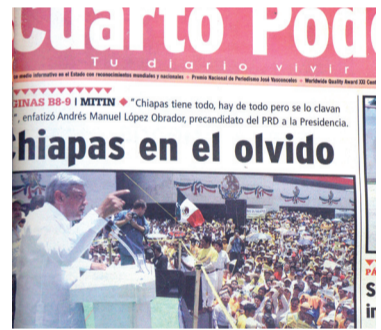 Cuarto Pod
Tu diario vivir
medio informativo en el Estado con reconocimientos mundiales y nacionales • Premio Nacional de Periodismo José Vasconcelos • Worldwide Quality Award XXI Cent
GINAS B8-9 I MITIN ◆ "Chiapas tiene todo, hay de todo pero se lo clavan
", enfatizó Andrés Manuel López Obrador, precandidato del PRD a la Presidencia.
Chiapas en el olvido
PÁ
S
in